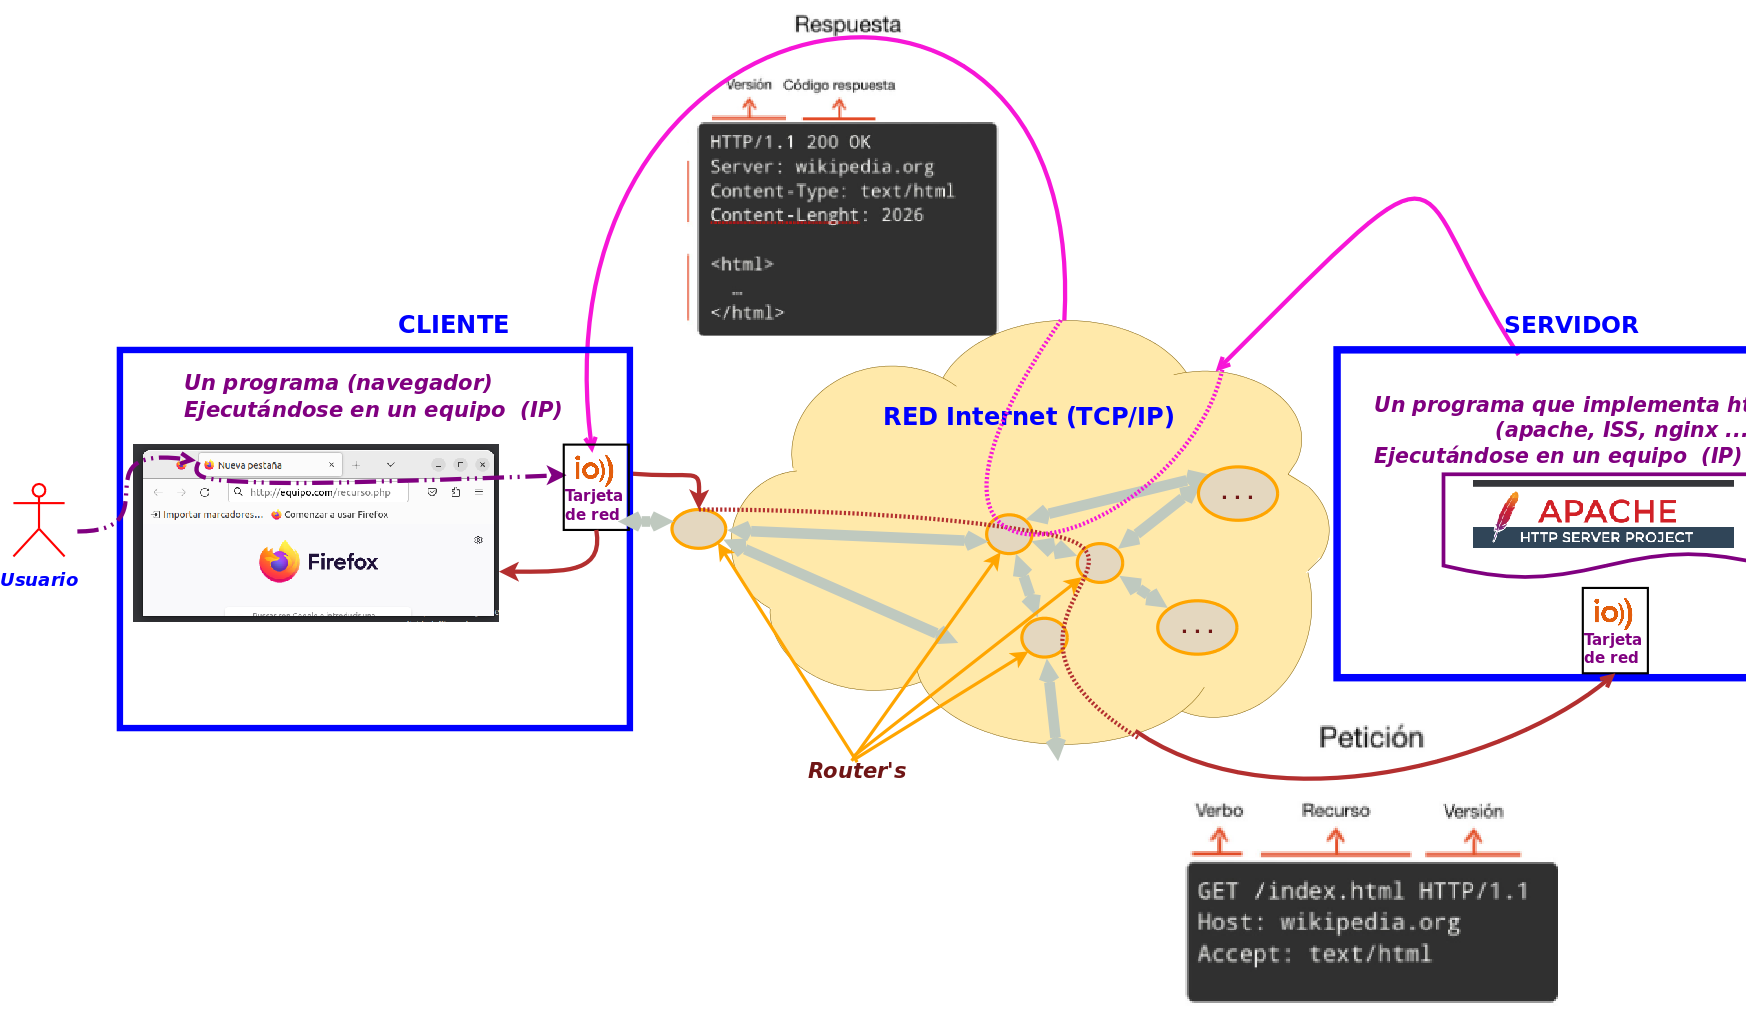 Respuesta
Versión Código respuesta
HTTP/1.1 200 OK
Server: wikipedia.org
Content-Type: text/html
Content-Lenght: 2026
<html>
…
</html>
CLIENTE
Un programa (navegador)
Ejecutándose en un equipo (IP)
Nueva pestaña
http://equipo.com/recurso.php
Importar marcadores... Comenzar a usar Firefox
Firefox
Tarjeta
de red
Usuario
RED Internet (TCP/IP)
...
...
Router's
SERVIDOR
Un programa que implementa
(apache, ISS, nginx ...
Ejecutándose en un equipo (IP)
APACHE
HTTP SERVER PROJECT
Tarjeta
de red
Petición
Verbo Recurso Versión
GET /index.html HTTP/1.1
Host: wikipedia.org
Accept: text/html